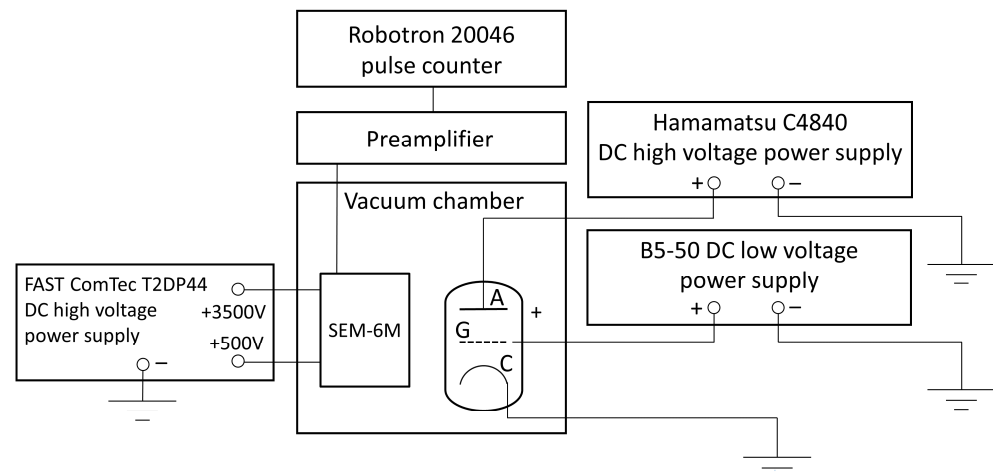 Robotron 20046
pulse counter
Preamplifier
Hamamatsu C4840
DC high voltage power supply
+ −
Vacuum chamber
B5-50 DC low voltage
power supply
+ −
FAST ComTec T2DP44
DC high voltage
power supply
+3500V
+500V
−
SEM-6M
A
+
G
C